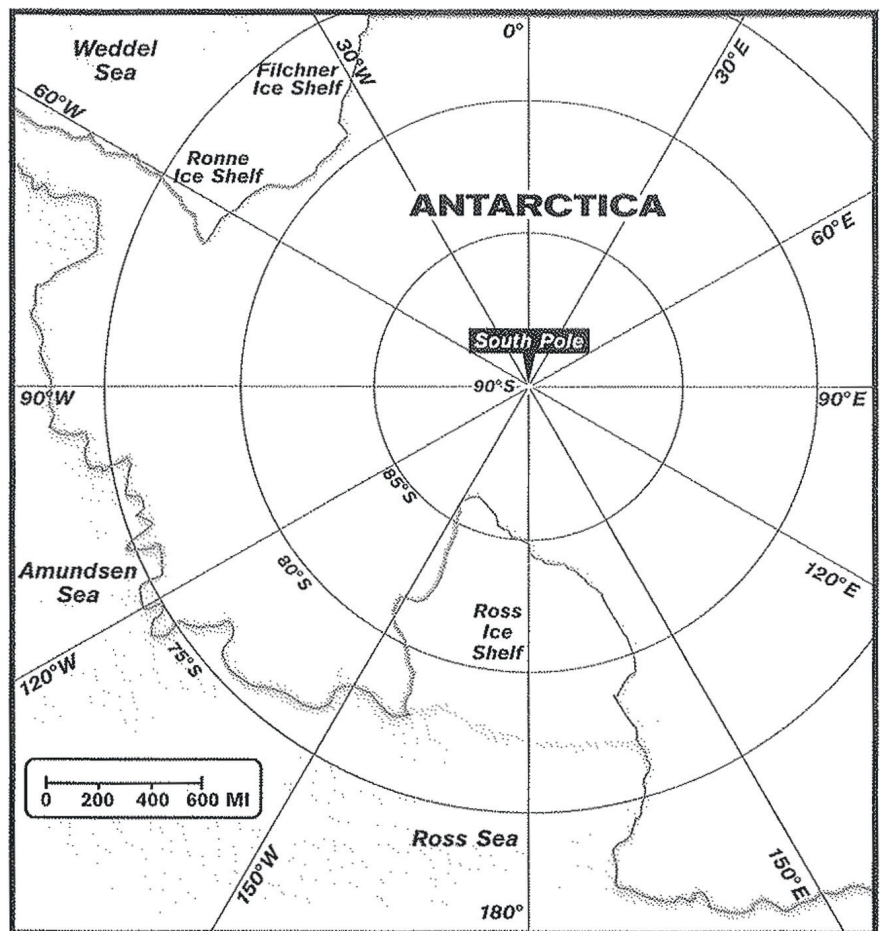 Weddel
Sea
0°
30°W
30°E
Filchner
Ice Shelf
60°W
Ronne
Ice Shelf
ANTARCTICA
60°E
South Pole
90°S
90°W
90°E
85°S
80°S
Amundsen
Sea
120°E
Ross
Ice
Shelf
75°S
120°W
0 200 400 600 MI
Ross Sea
150°W
150°E
180°